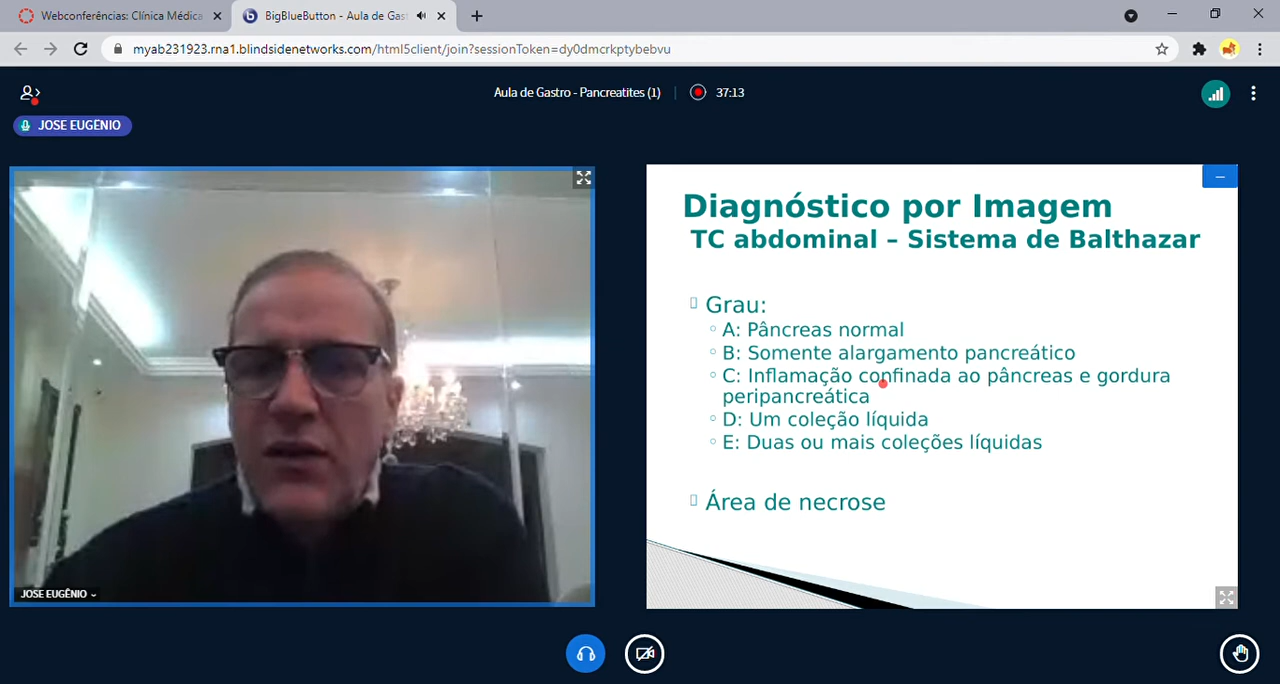 Webconferências: Clínica Médica
BigBlueButton - Aula de Gas
myab231923.rna1.blindsidenetworks.com/html5client/join?sessionToken=dy0dmcrkptybebvu
Aula de Gastro - Pancreatites (1)
37:13
JOSE EUGÊNIO
Diagnóstico por Imagem
TC abdominal – Sistema de Balthazar
Grau:
A: Pâncreas normal
B: Somente alargamento pancreático
C: Inflamação confinada ao pâncreas e gordura
peripancreática
D: Um coleção líquida
E: Duas ou mais coleções líquidas
Área de necrose
JOSE EUGÊNIO